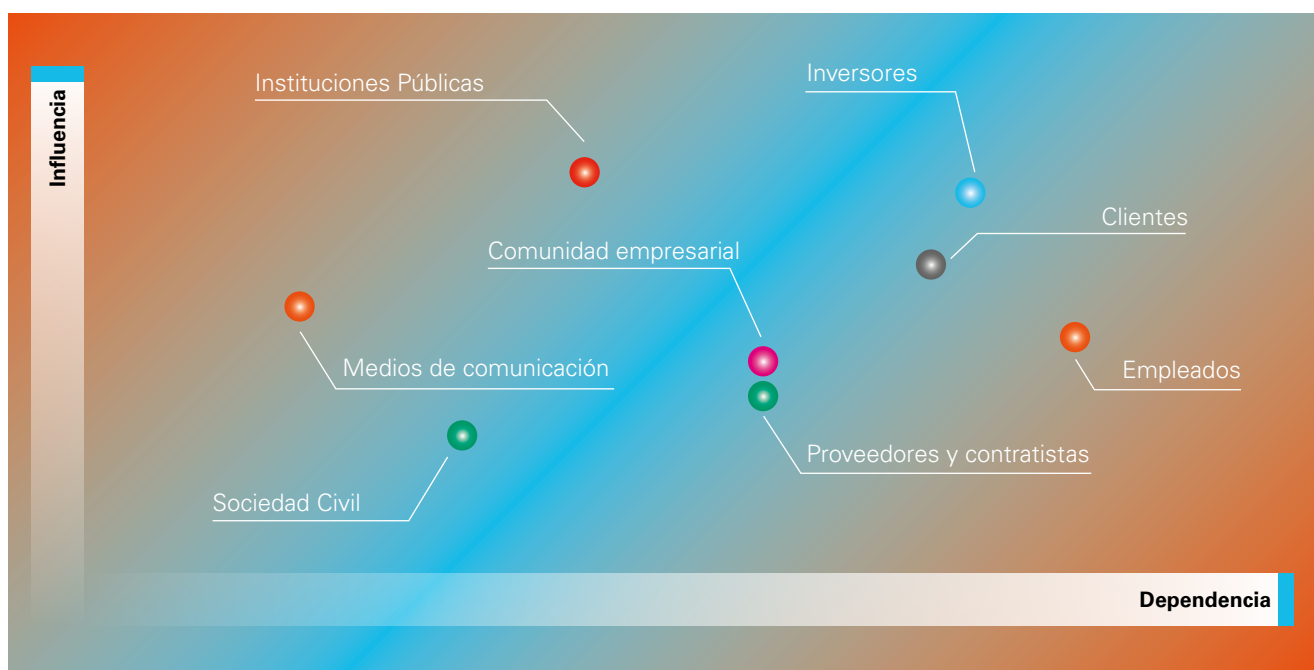 Influencia
Instituciones Públicas
Inversores
Clientes
Comunidad empresarial
Medios de comunicación
Empleados
Proveedores y contratistas
Sociedad Civil
Dependencia